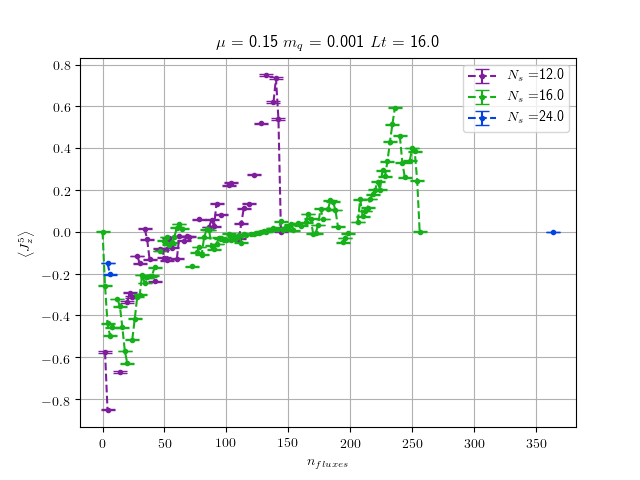 μ = 0.15 m_q = 0.001 Lt = 16.0
⟨J_z^5⟩
0.8
0.6
0.4
0.2
0.0
−0.2
−0.4
−0.6
−0.8
N_s =12.0
N_s =16.0
N_s =24.0
0 50 100 150 200 250 300 350
n_{fluxes}